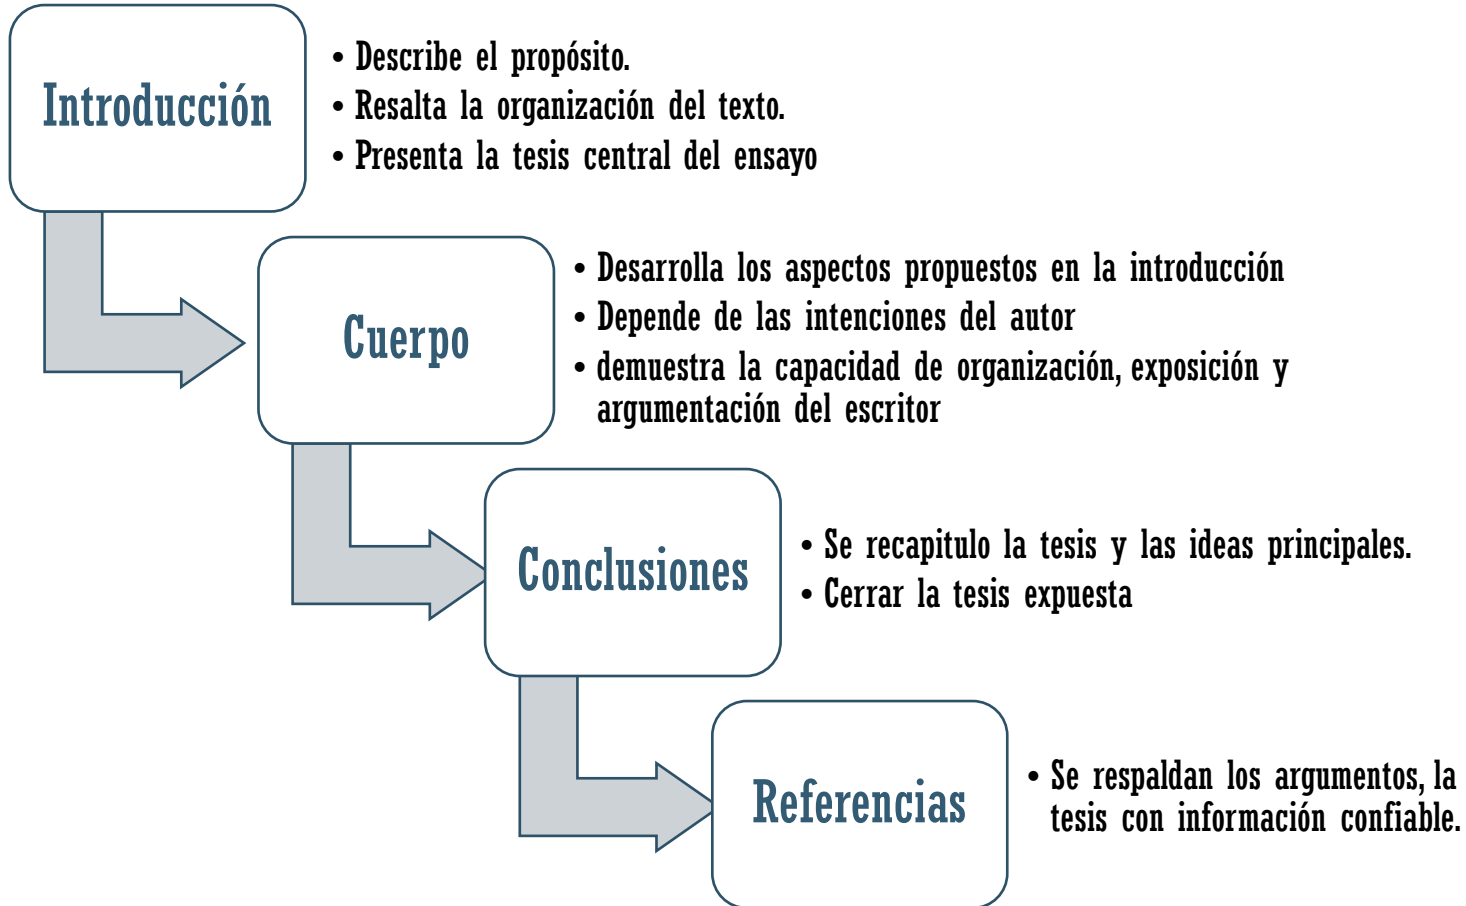 Introducción
• Describe el propósito.
• Resalta la organización del texto.
• Presenta la tesis central del ensayo
Cuerpo
• Desarrolla los aspectos propuestos en la introducción
• Depende de las intenciones del autor
• demuestra la capacidad de organización, exposición y
argumentación del escritor
Conclusiones
• Se recapitulo la tesis y las ideas principales.
• Cerrar la tesis expuesta
Referencias
• Se respaldan los argumentos, la
tesis con información confiable.